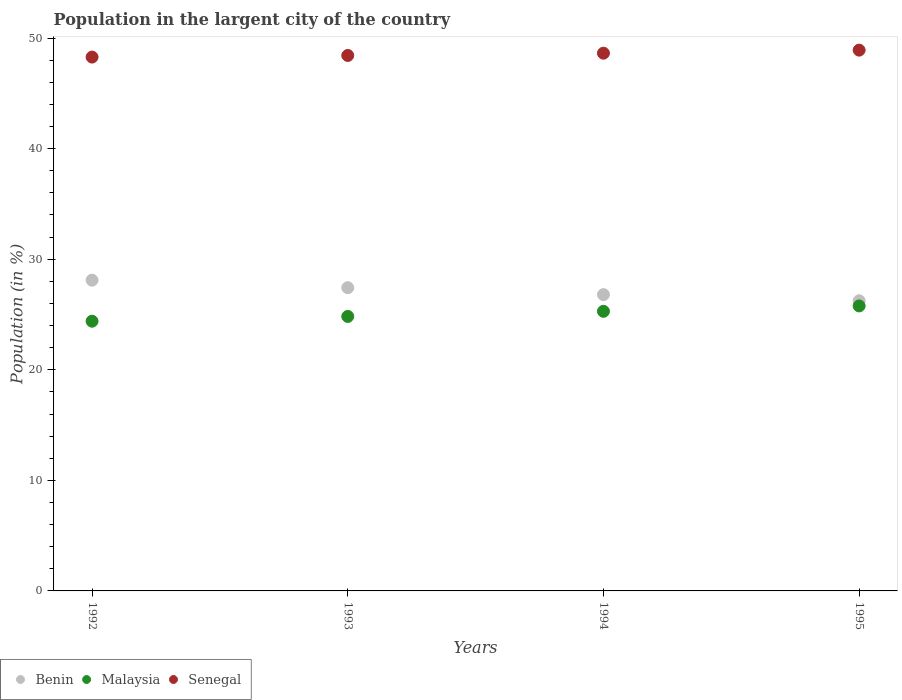 Population in the largent city of the country
Population (in %)
50
40
30
20
10
0
1992
1993
1994
1995
Years
Benin
Malaysia
Senegal